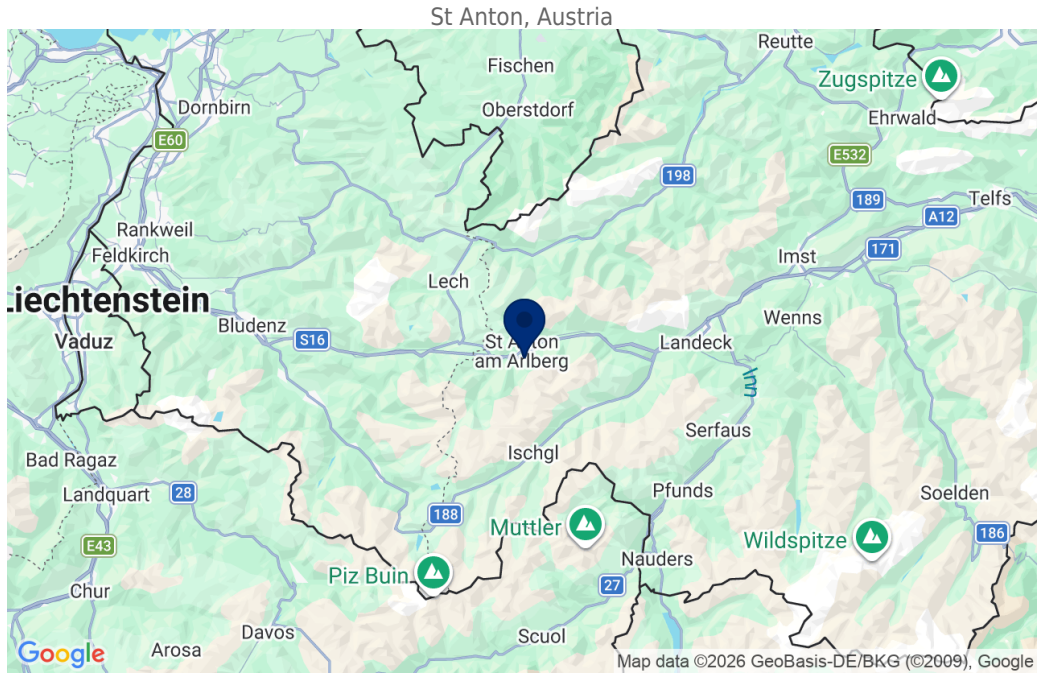 St Anton, Austria
Reutte
Fischen
Zugspitze
Dornbirn
Oberstdorf
Ehrwald
E60
E532
198
189
Telfs
A12
Rankweil
171
Feldkirch
Imst
Lech
Liechtenstein
Wenns
Bludenz
S16
Vaduz
St Anton
am Arlberg
Landeck
Inn
Serfaus
Bad Ragaz
Ischgl
Landquart
28
Pfunds
Soelden
188
Muttler
Wildspitze
186
E43
Nauders
Piz Buin
27
Chur
Davos
Scuol
Arosa
Google
Map data ©2026 GeoBasis-DE/BKG (©2009), Google